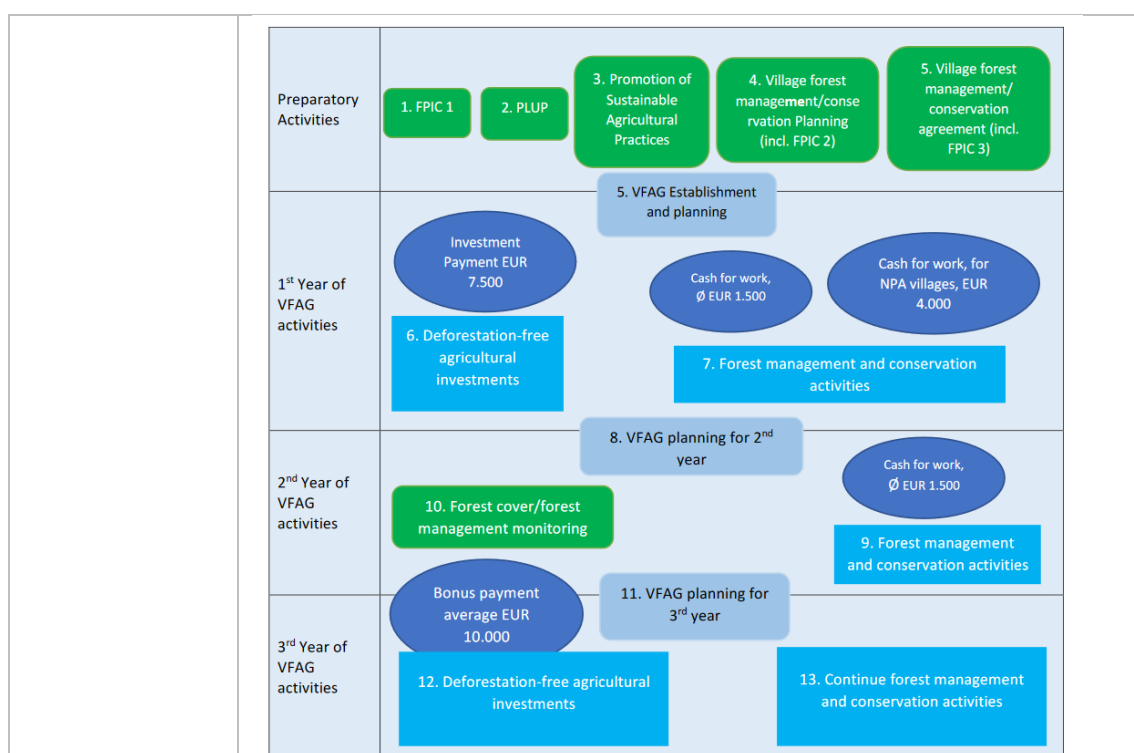 Preparatory
Activities
1. FPIC 1
2. PLUP
3. Promotion of
Sustainable
Agricultural
Practices
4. Village forest
management/conse
rvation Planning
(incl. FPIC 2)
5. Village forest
management/
conservation
agreement (incl.
FPIC 3)
5. VFAG Establishment
and planning
1st Year of
VFAG
activities
Investment
Payment EUR
7.500
Cash for work,
Ø EUR 1.500
Cash for work, for
NPA villages, EUR
4.000
6. Deforestation-free
agricultural
investments
7. Forest management and conservation
activities
8. VFAG planning for 2nd
year
2nd Year of
VFAG
activities
Cash for work,
Ø EUR 1.500
10. Forest cover/forest
management monitoring
9. Forest management
and conservation activities
Bonus payment
average EUR
10.000
11. VFAG planning for
3rd year
3rd Year of
VFAG
activities
12. Deforestation-free agricultural
investments
13. Continue forest management
and conservation activities